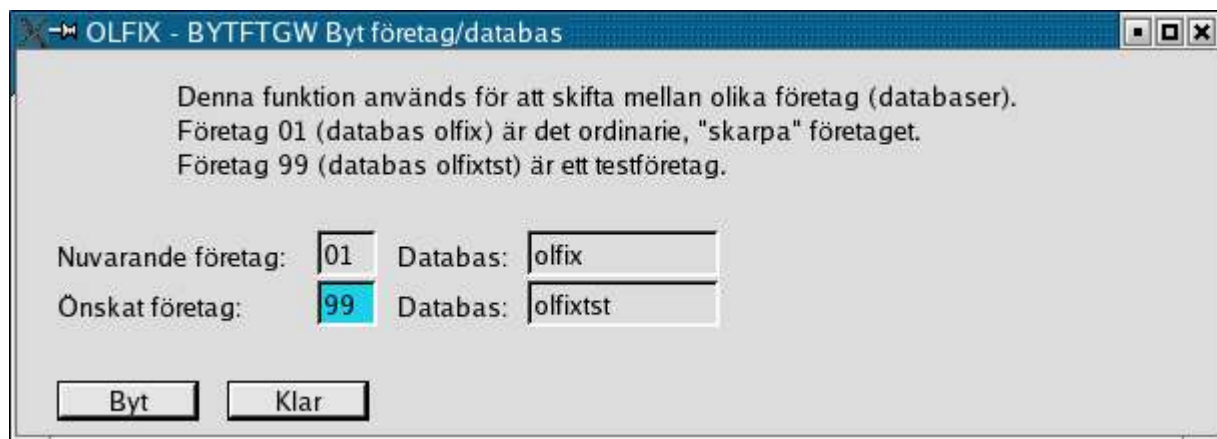 OLFIX - BYTFTGW Byt företag/databas
Denna funktion används för att skifta mellan olika företag (databaser).
Företag 01 (databas olfix) är det ordinarie, "skarpa" företaget.
Företag 99 (databas olfixtst) är ett testföretag.
Nuvarande företag: 01 Databas: olfix
Önskat företag: 99 Databas: olfixtst
Byt Klar